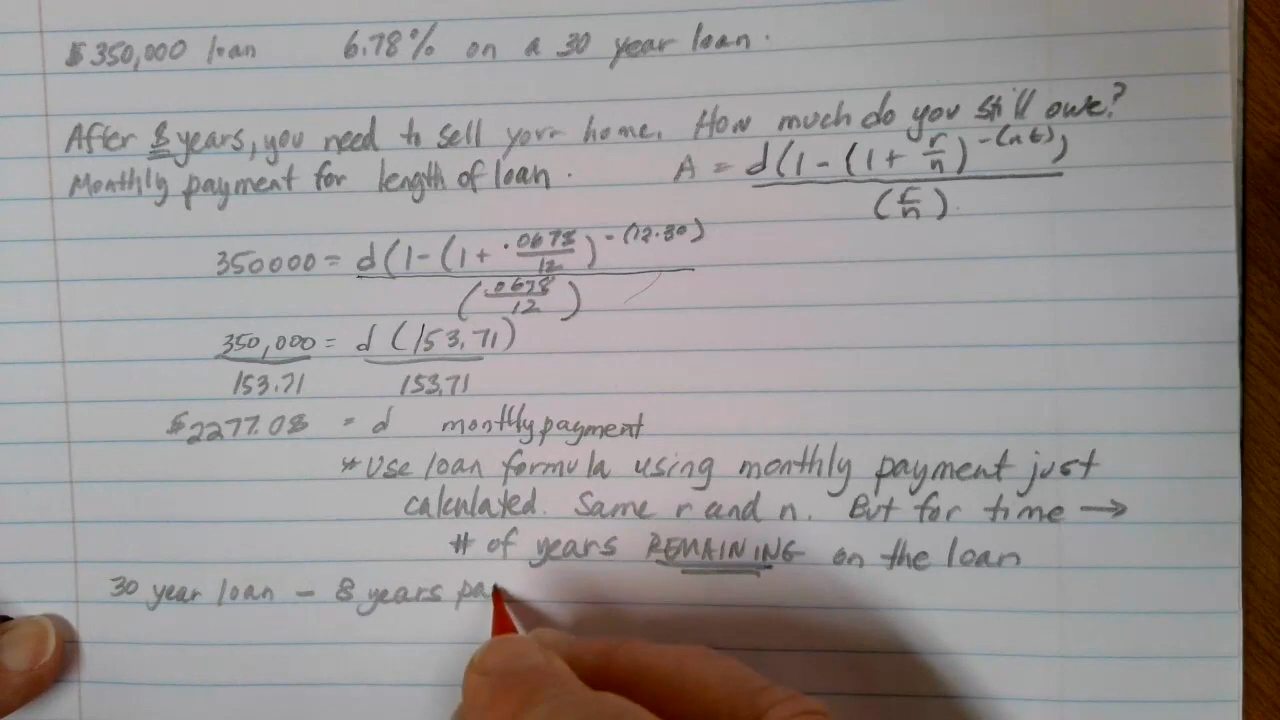 $350,000 loan 6.78% on a 30 year loan.
After 8 years, you need to sell your home. How much do you still owe?
Monthly payment for length of loan. A = d(1-(1+r/n)^-(nt))/(r/n).
350000 = d(1-(1+.0678/12)^-(12·30))/(.0678/12)
350,000 = d (153.71)
153.71 153.71
$2277.08 = d monthly payment
*Use loan formula using monthly payment just
calculated. Same r and n. But for time →
# of years REMAINING on the loan
30 year loan - 8 years pa